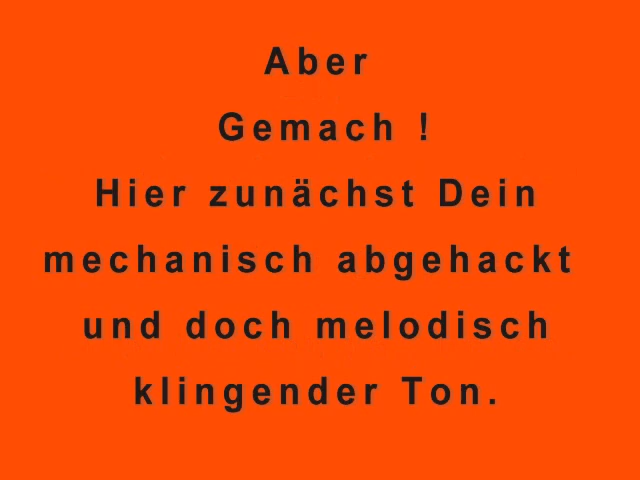 Aber
Gemach !
Hier zunächst Dein
mechanisch abgehackt
und doch melodisch
klingender Ton.